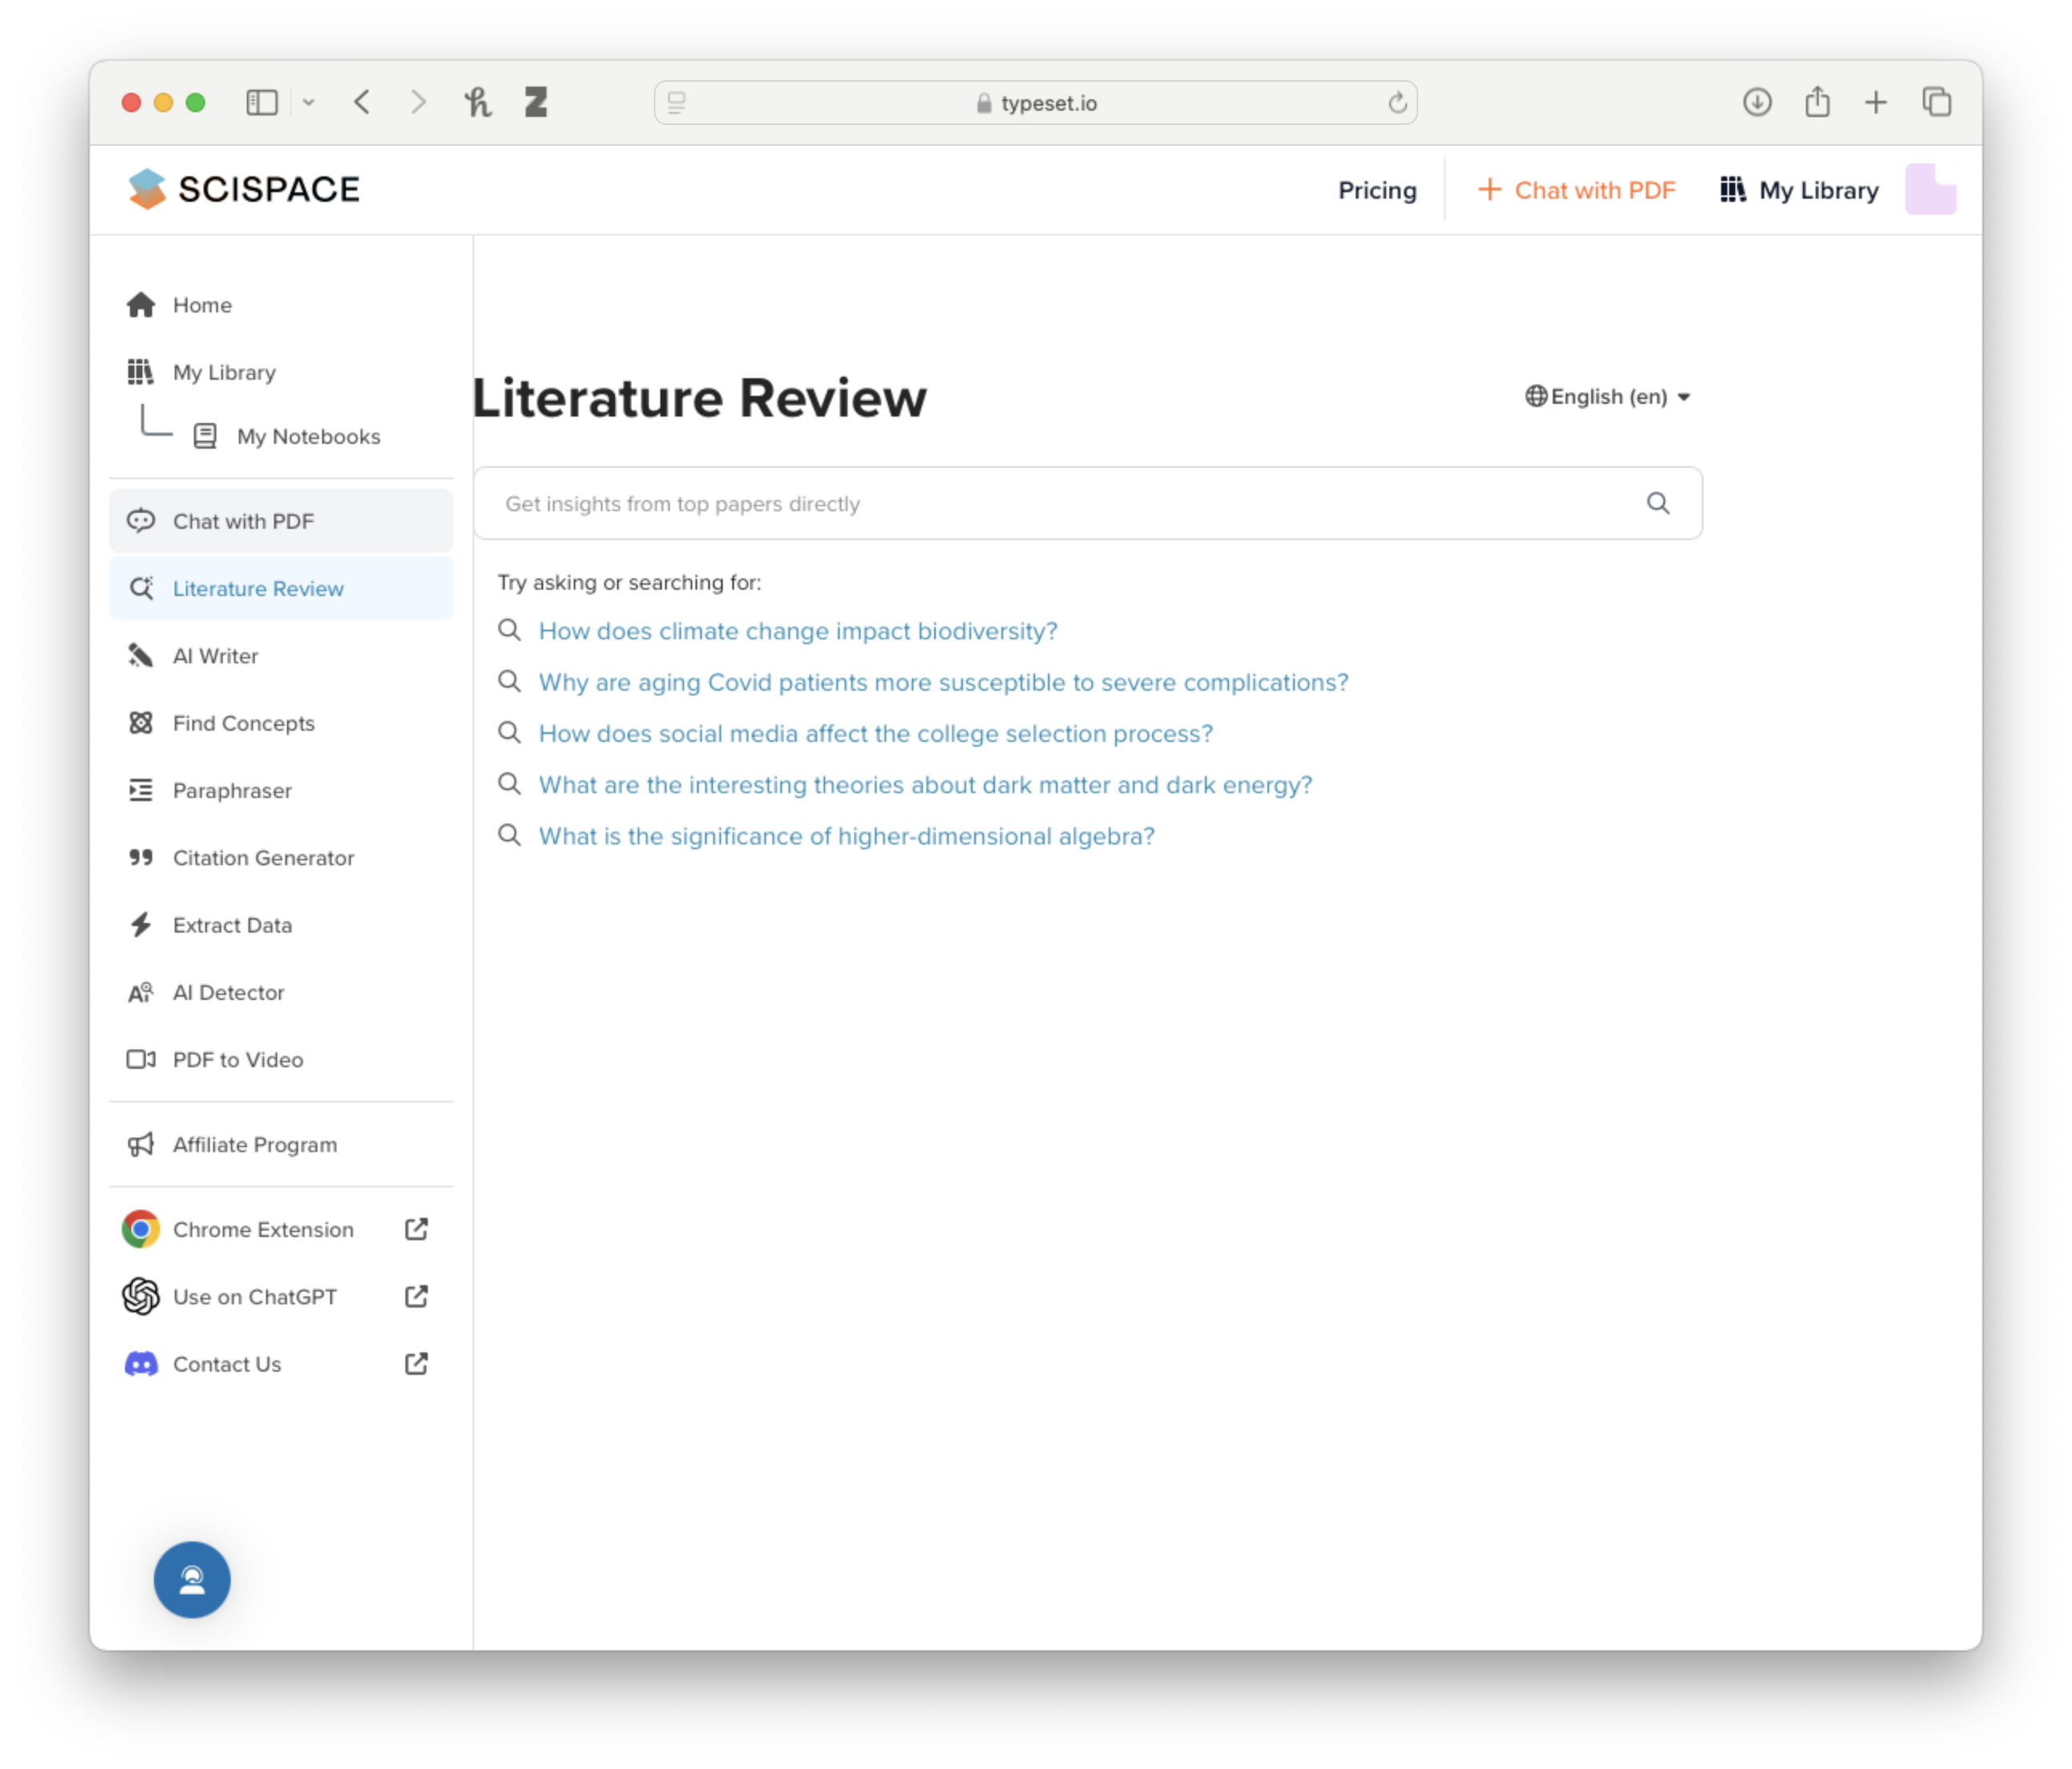 typeset.io
SCISPACE
Pricing
Chat with PDF
My Library
Home
My Library
My Notebooks
Chat with PDF
Literature Review
AI Writer
Find Concepts
Paraphraser
Citation Generator
Extract Data
AI Detector
PDF to Video
Affiliate Program
Chrome Extension
Use on ChatGPT
Contact Us
Literature Review
English (en)
Get insights from top papers directly
Try asking or searching for:
How does climate change impact biodiversity?
Why are aging Covid patients more susceptible to severe complications?
How does social media affect the college selection process?
What are the interesting theories about dark matter and dark energy?
What is the significance of higher-dimensional algebra?